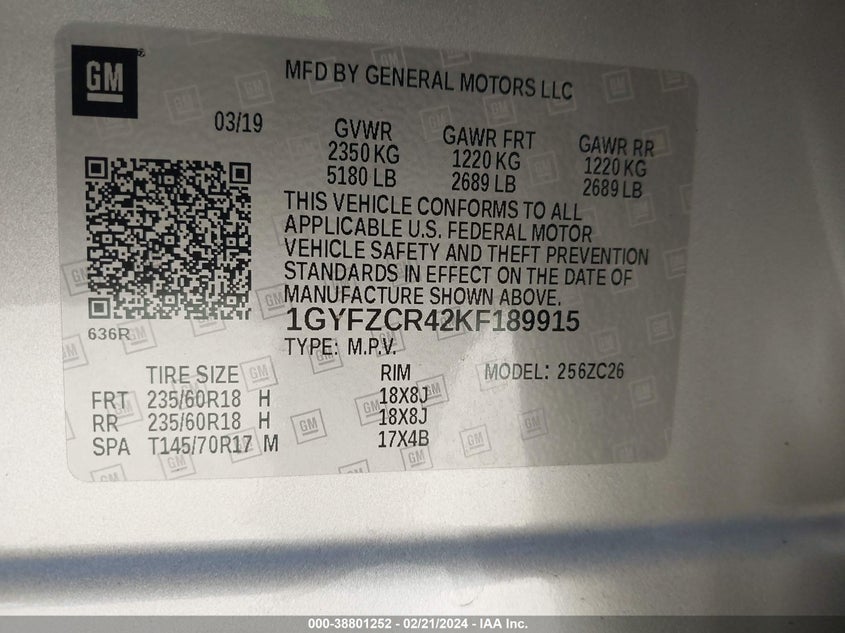 GM
MFD BY GENERAL MOTORS LLC
03/19
GVWR
2350 KG
5180 LB
GAWR FRT
1220 KG
2689 LB
GAWR RR
1220 KG
2689 LB
THIS VEHICLE CONFORMS TO ALL
APPLICABLE U.S. FEDERAL MOTOR
VEHICLE SAFETY AND THEFT PREVENTION
STANDARDS IN EFFECT ON THE DATE OF
MANUFACTURE SHOWN ABOVE.
636R
1GYFZCR42KF189915
TYPE: M.P.V.
TIRE SIZE RIM MODEL: 256ZC26
FRT 235/60R18 H 18X8J
RR 235/60R18 H 18X8J
SPA T145/70R17 M 17X4B
000-38801252 - 02/21/2024 - IAA Inc.